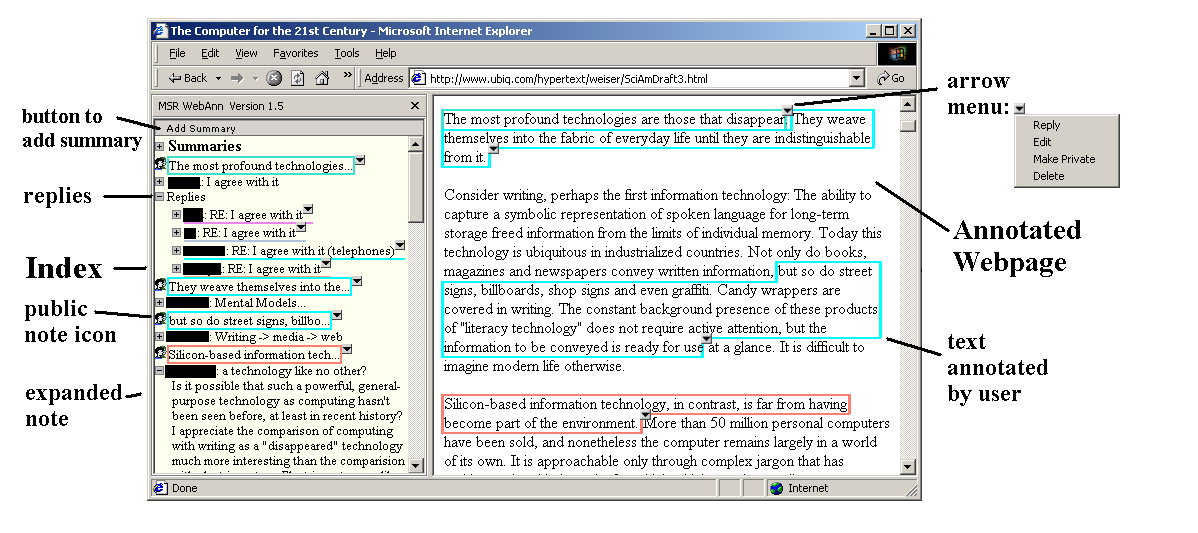 The Computer for the 21st Century - Microsoft Internet Explorer
File Edit View Favorites Tools Help
Back » Address http://www.ubiq.com/hypertext/weiser/SciAmDraft3.html Go
MSR WebAnn Version 1.5
Add Summary
Summaries
The most profound technologies...
: I agree with it
Replies
: RE: I agree with it
: RE: I agree with it
: RE: I agree with it (telephones)
: RE: I agree with it
They weave themselves into the...
: Mental Models...
but so do street signs, billbo...
: Writing -> media -> web
Silicon-based information tech...
: a technology like no other?
Is it possible that such a powerful, general-
purpose technology as computing hasn't
been seen before, at least in recent history?
I appreciate the comparison of computing
with writing as a "disappeared" technology
much more interesting than the comparision
The most profound technologies are those that disappear. They weave
themselves into the fabric of everyday life until they are indistinguishable
from it.
Consider writing, perhaps the first information technology: The ability to
capture a symbolic representation of spoken language for long-term
storage freed information from the limits of individual memory. Today this
technology is ubiquitous in industrialized countries. Not only do books,
magazines and newspapers convey written information, but so do street
signs, billboards, shop signs and even graffiti. Candy wrappers are
covered in writing. The constant background presence of these products
of "literacy technology" does not require active attention, but the
information to be conveyed is ready for use at a glance. It is difficult to
imagine modern life otherwise.
Silicon-based information technology, in contrast, is far from having
become part of the environment. More than 50 million personal computers
have been sold, and nonetheless the computer remains largely in a world
of its own. It is approachable only through complex jargon that has
Done
Internet
button to
add summary
replies
Index
public
note icon
expanded
note
arrow
menu:
Reply
Edit
Make Private
Delete
Annotated
Webpage
text
annotated
by user